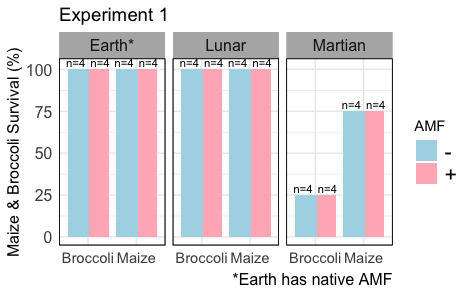 Experiment 1
Earth* Lunar Martian
Maize & Broccoli Survival (%)
100
75
50
25
0
n=4 n=4 n=4 n=4 n=4 n=4 n=4 n=4
n=4 n=4
n=4 n=4
Broccoli Maize Broccoli Maize Broccoli Maize
*Earth has native AMF
AMF
-
+